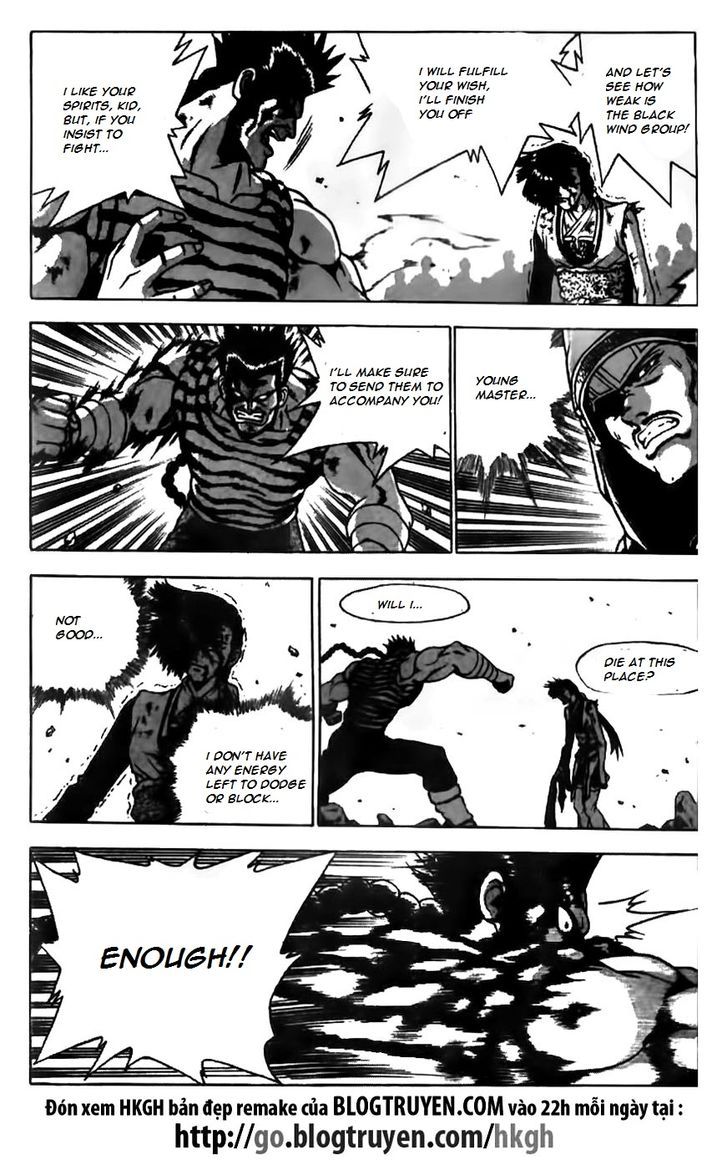 I LIKE YOUR
SPIRITS, KID,
BUT, IF YOU
INSIST TO
FIGHT...
I WILL FULFILL
YOUR WISH,
I'LL FINISH
YOU OFF
AND LET'S
SEE HOW
WEAK IS
THE BLACK
WIND GROUP!
I'LL MAKE SURE
TO SEND THEM TO
ACCOMPANY YOU!
YOUNG
MASTER...
NOT
GOOD...
I DON'T HAVE
ANY ENERGY
LEFT TO DODGE
OR BLOCK...
WILL I...
DIE AT THIS
PLACE?
ENOUGH!!
Đón xem HKGH bản đẹp remake của BLOGTRUYEN.COM vào 22h mỗi ngày tại :
http://go.blogtruyen.com/hkgh